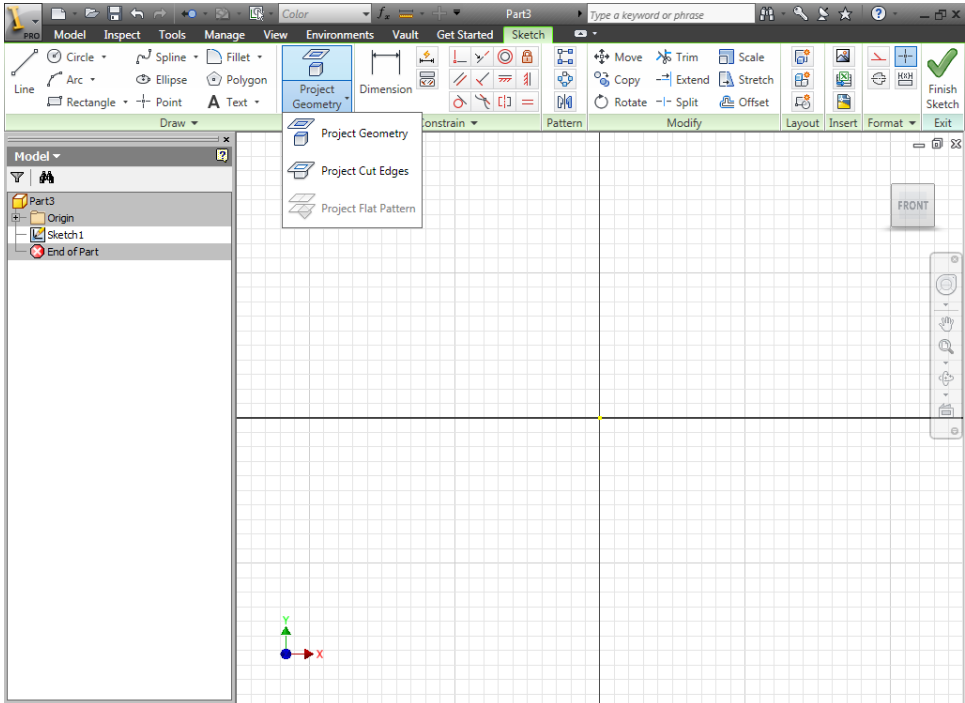 Color Part3 Type a keyword or phrase
PRO Model Inspect Tools Manage View Environments Vault Get Started Sketch
Line Circle Spline Fillet
Arc Ellipse Polygon
Rectangle Point A Text
Project Geometry
Dimension
Move Trim Scale
Copy Extend Stretch
Rotate Split Offset
Finish Sketch
Draw Constrain Pattern Modify Layout Insert Format Exit
Project Geometry
Project Cut Edges
Project Flat Pattern
Model
Part3
Origin
Sketch1
End of Part
FRONT
Y
X